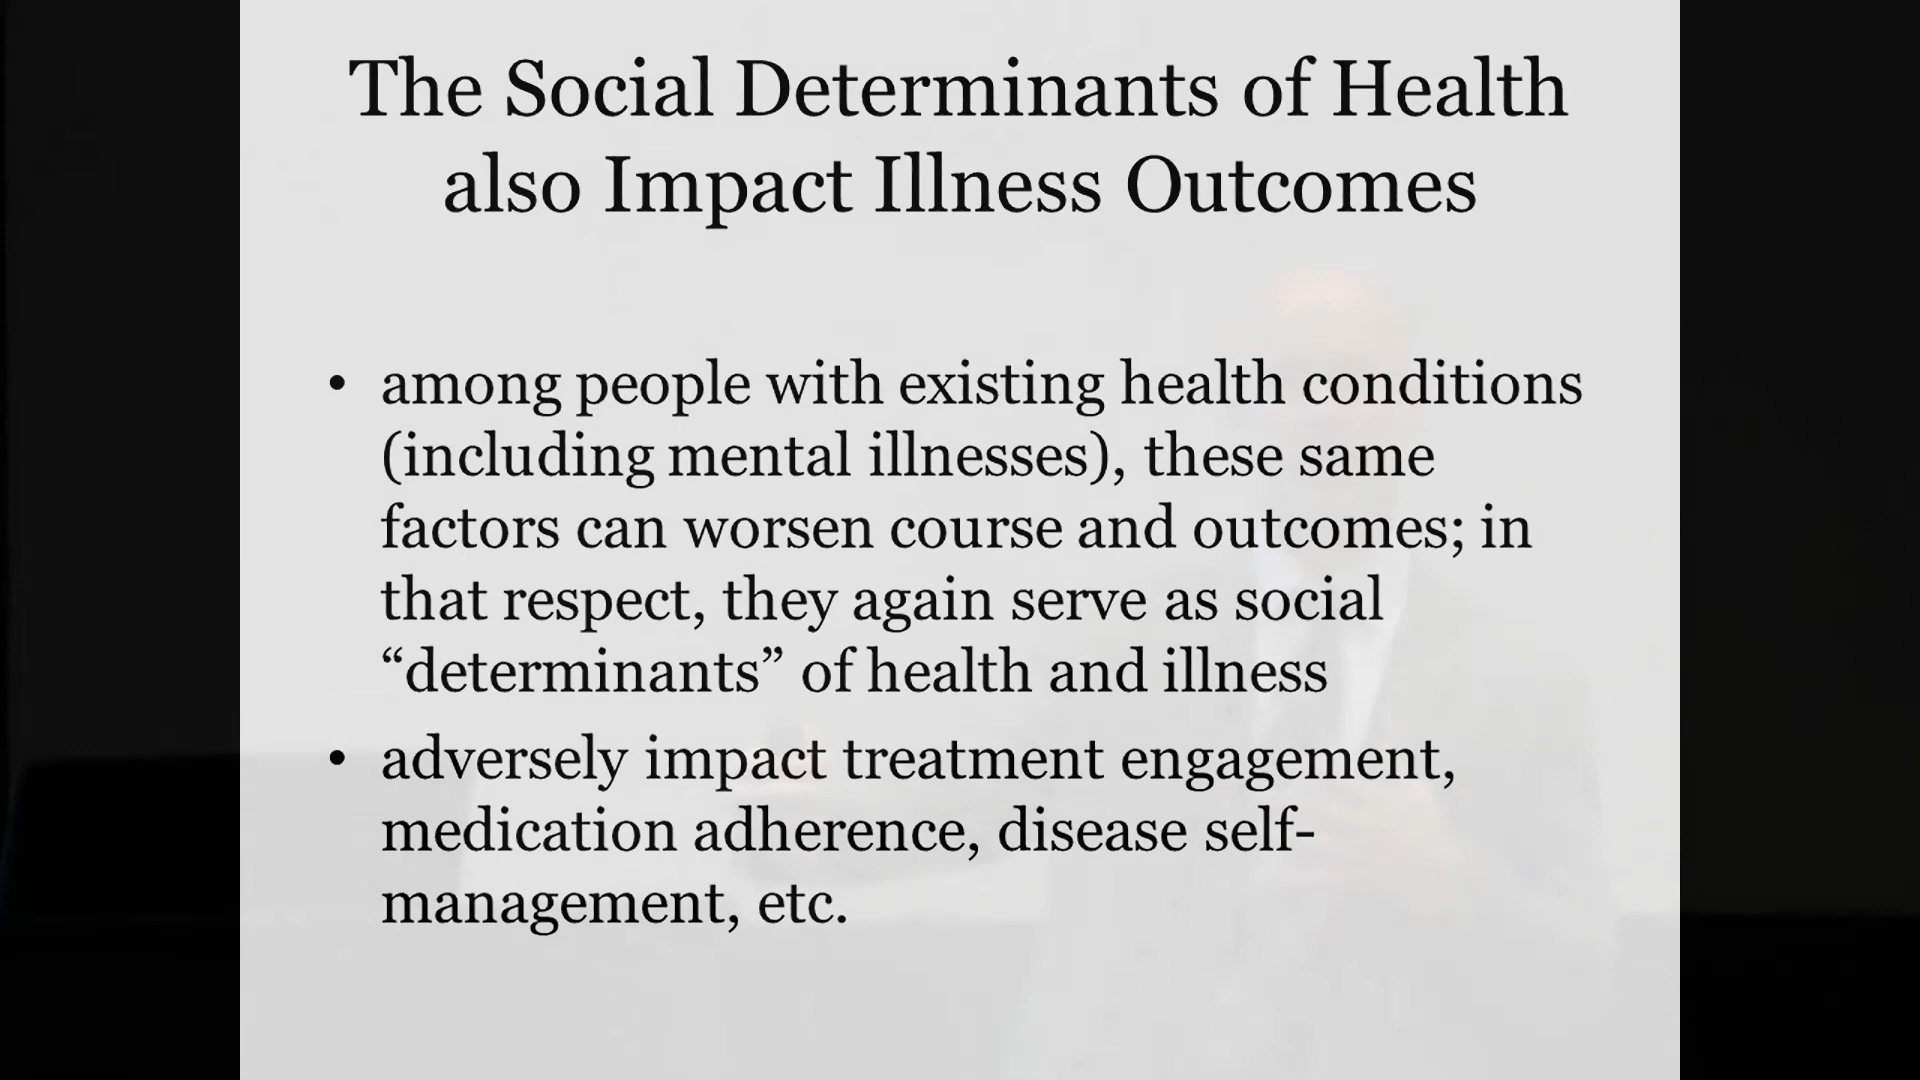 The Social Determinants of Health
also Impact Illness Outcomes
• among people with existing health conditions
(including mental illnesses), these same
factors can worsen course and outcomes; in
that respect, they again serve as social
“determinants” of health and illness
• adversely impact treatment engagement,
medication adherence, disease self-
management, etc.